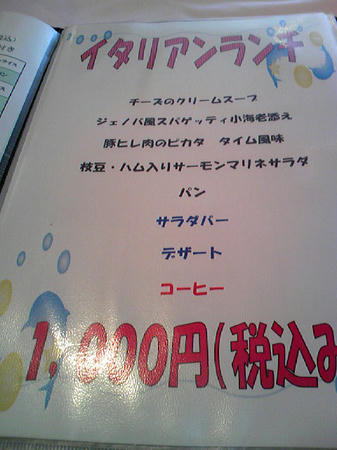 イタリアンランチ
チーズのクリームスープ
ジェノバ風スパゲッティ小海老添え
豚ヒレ肉のピカタ タイム風味
枝豆・ハム入りサーモンマリネサラダ
パン
サラダバー
デザート
コーヒー
1,000円(税込み